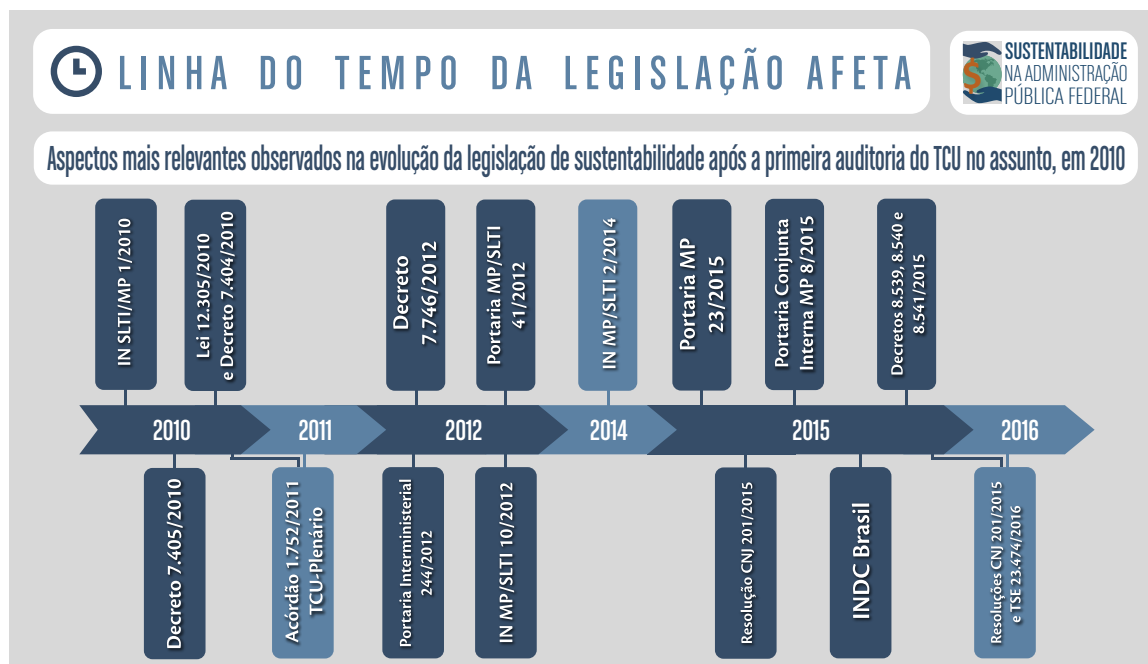 LINHA DO TEMPO DA LEGISLAÇÃO AFETA
SUSTENTABILIDADE
NA ADMINISTRAÇÃO
PÚBLICA FEDERAL
Aspectos mais relevantes observados na evolução da legislação de sustentabilidade após a primeira auditoria do TCU no assunto, em 2010
IN SLTI/MP 1/2010
Lei 12.305/2010
e Decreto 7.404/2010
Decreto
7.746/2012
Portaria MP/SLTI
41/2012
IN MP/SLTI 2/2014
Portaria MP
23/2015
Portaria Conjunta
Interna MP 8/2015
Decretos 8.539, 8.540 e
8.541/2015
2010
2011
2012
2014
2015
2016
Decreto 7.405/2010
Acórdão 1.752/2011
TCU-Plenário
Portaria Interministerial
244/2012
IN MP/SLTI 10/2012
Resolução CNJ 201/2015
INDC Brasil
Resoluções CNJ 201/2015
e TSE 23.474/2016